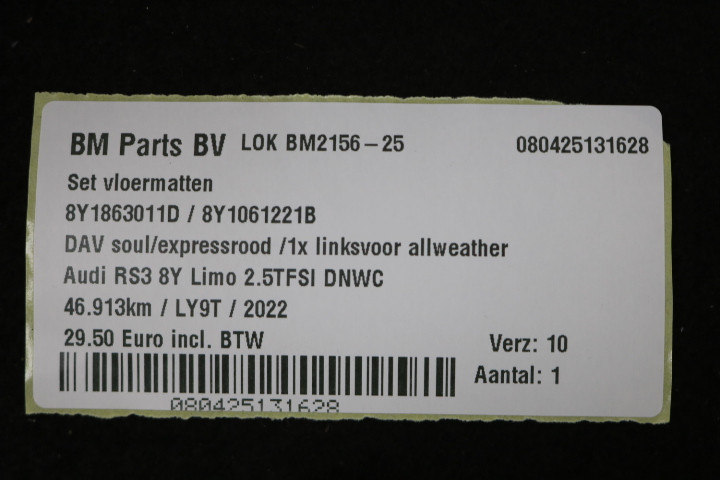 BM Parts BV LOK BM2156-25 080425131628
Set vloermatten
8Y1863011D / 8Y1061221B
DAV soul/expressrood /1x linksvoor allweather
Audi RS3 8Y Limo 2.5TFSI DNWC
46.913km / LY9T / 2022
29.50 Euro incl. BTW Verz: 10
Aantal: 1
080425131628